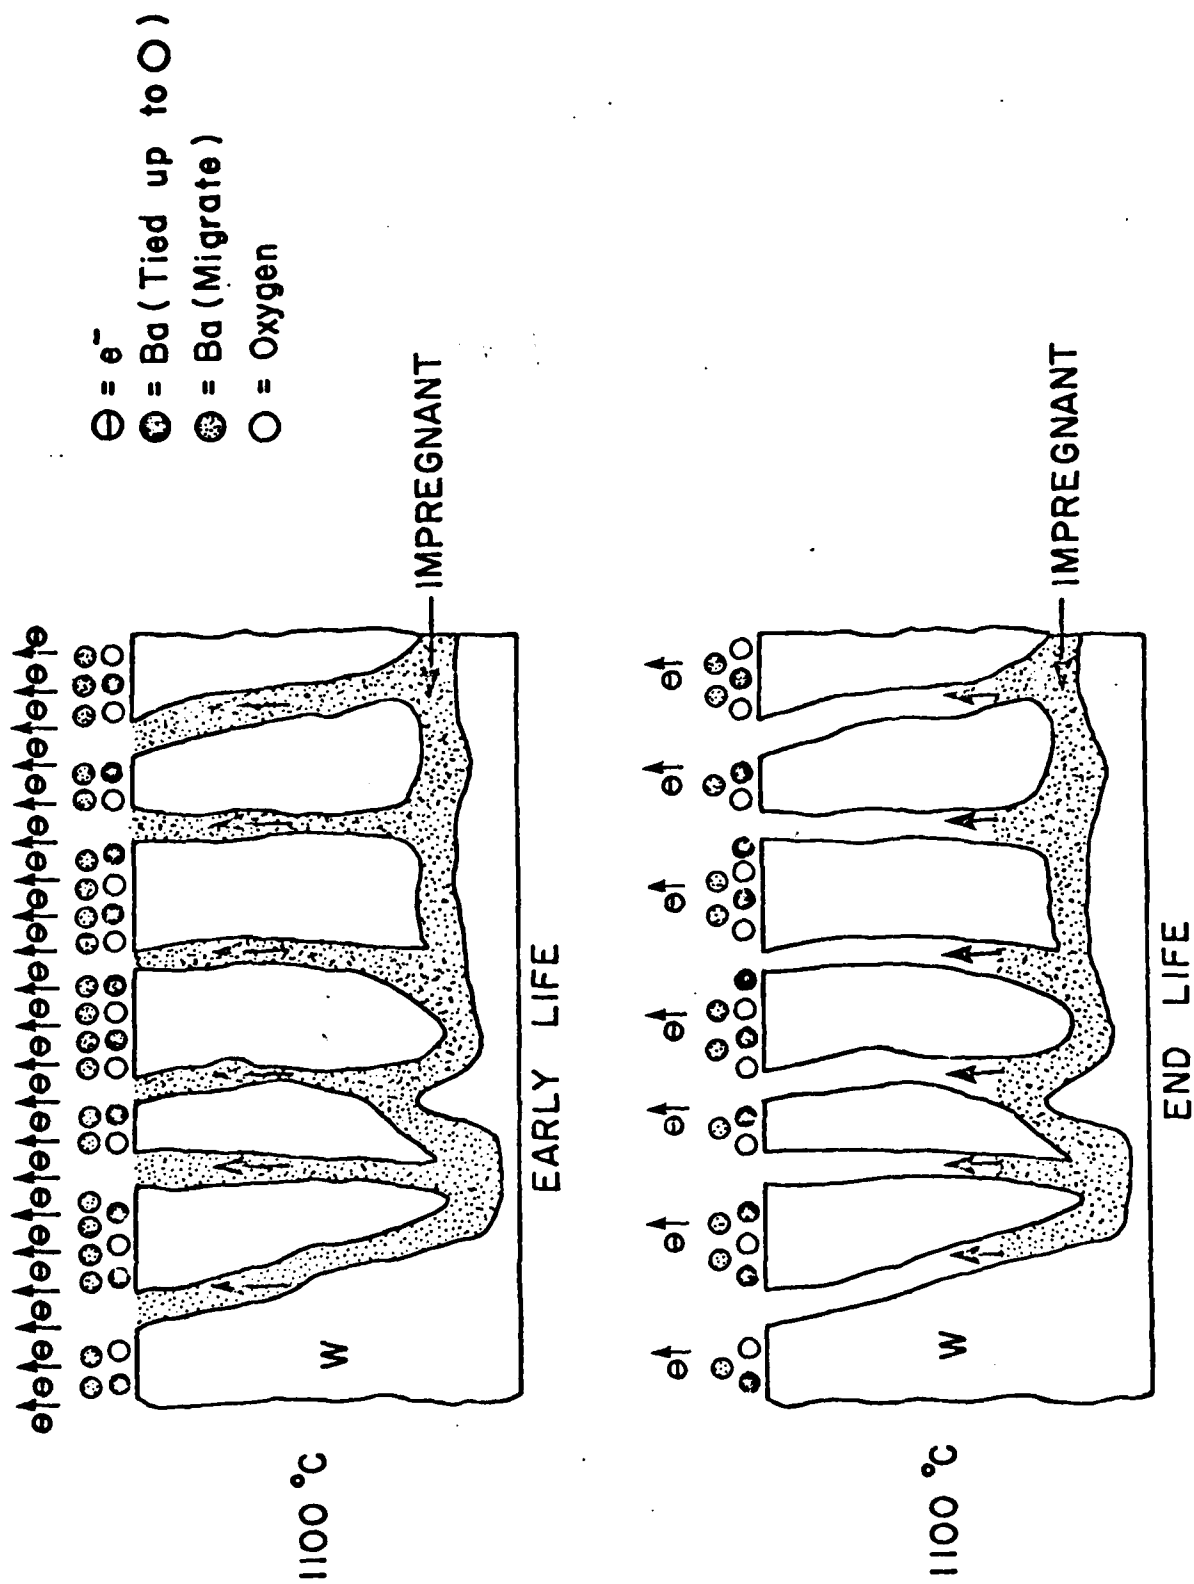 ⊖ = e⁻
= Ba (Tied up to O)
= Ba (Migrate)
○ = Oxygen
1100 °C
W
IMPREGNANT
EARLY LIFE
1100 °C
W
IMPREGNANT
END LIFE